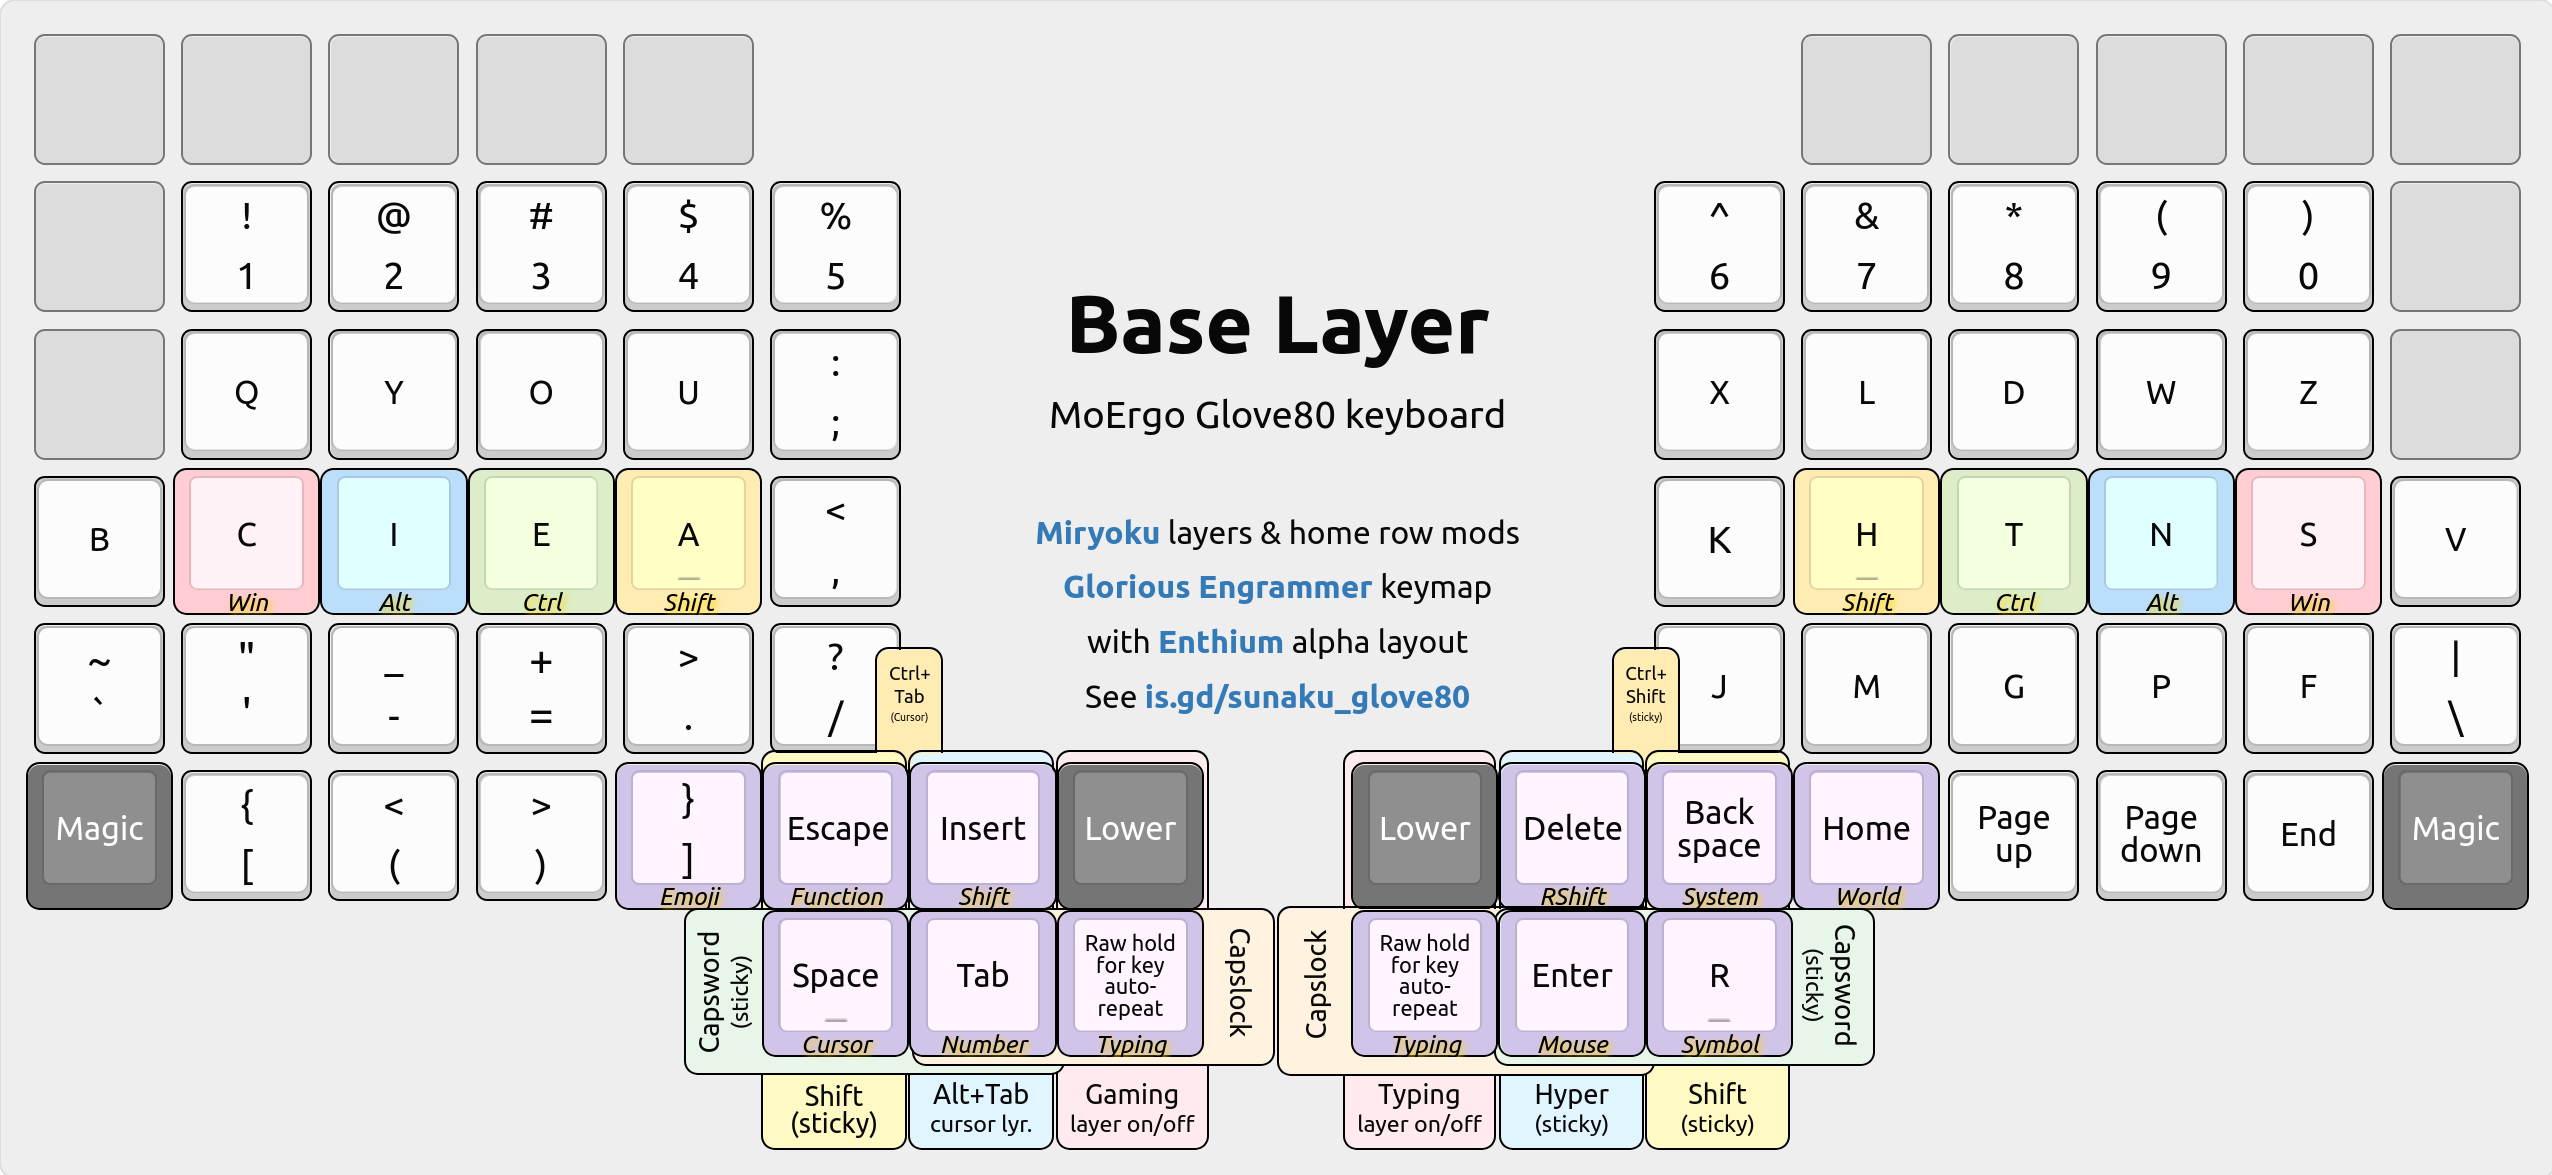 ! @ # $ % ^ & * ( )
1 2 3 4 5 6 7 8 9 0
Base Layer
Q Y O U : X L D W Z
;
MoErgo Glove80 keyboard
B C I E A < K H T N S V
_ , _
Win Alt Ctrl Shift Shift Ctrl Alt Win
Miryoku layers & home row mods
Glorious Engrammer keymap
with Enthium alpha layout
See is.gd/sunaku_glove80
~ " _ + > ? J M G P F |
` ' - = . / \
Ctrl+
Tab
(Cursor)
Ctrl+
Shift
(sticky)
Magic { < > } Escape Insert Lower
[ ( ) ]
Emoji Function Shift
Lower Delete Back
space Home Page
up Page
down End Magic
RShift System World
Capsword
(sticky)
Space
_
Cursor
Tab
Number
Raw hold
for key
auto-
repeat
Typing
Capslock
Capslock
Raw hold
for key
auto-
repeat
Typing
Enter
Mouse
R
_
Symbol
Capsword
(sticky)
Shift
(sticky)
Alt+Tab
cursor lyr.
Gaming
layer on/off
Typing
layer on/off
Hyper
(sticky)
Shift
(sticky)